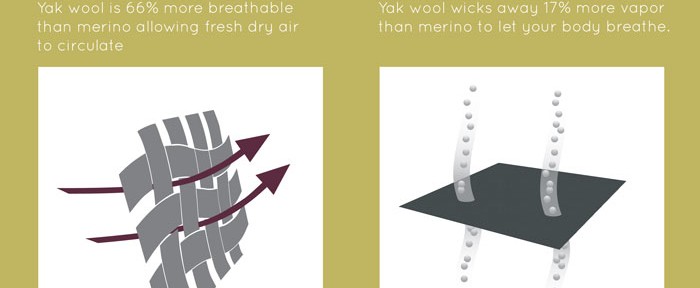 Yak wool is 66% more breathable
than merino allowing fresh dry air
to circulate
Yak wool wicks away 17% more vapor
than merino to let your body breathe.